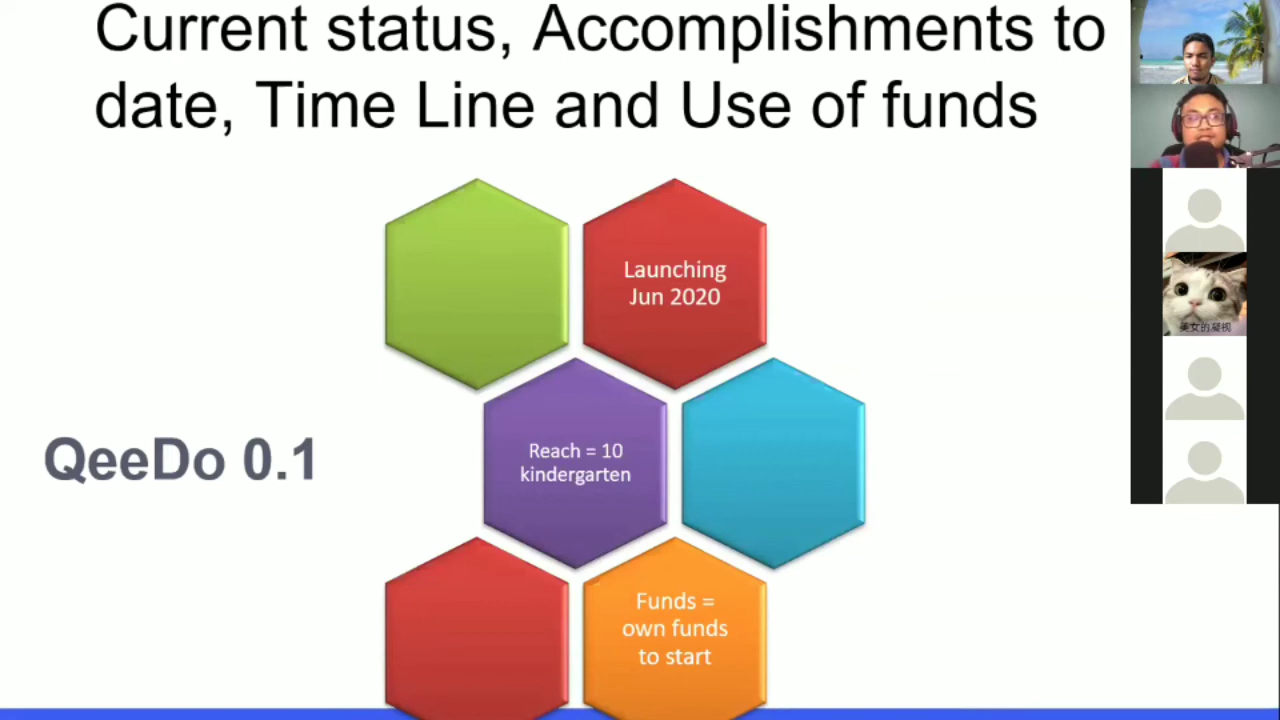 Current status, Accomplishments to
date, Time Line and Use of funds
Launching
Jun 2020
QeeDo 0.1
Reach = 10
kindergarten
Funds =
own funds
to start
美女的凝视